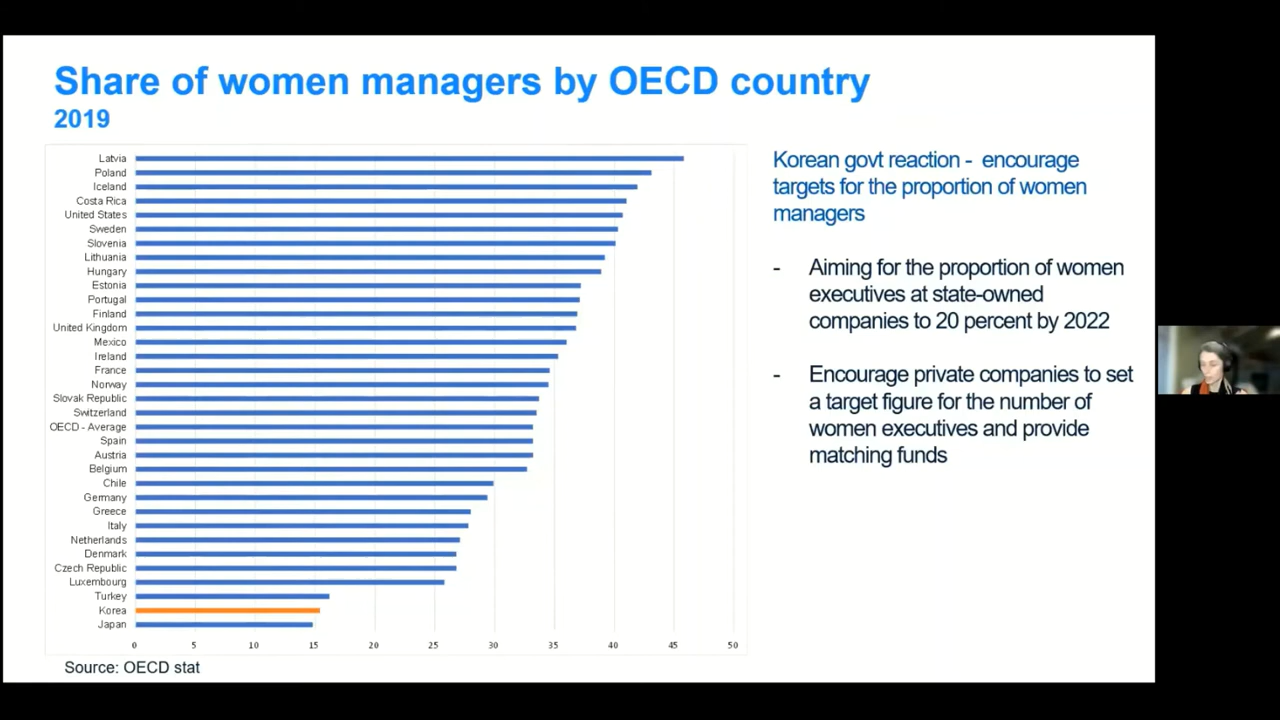 Share of women managers by OECD country
2019
Latvia
Poland
Iceland
Costa Rica
United States
Sweden
Slovenia
Lithuania
Hungary
Estonia
Portugal
Finland
United Kingdom
Mexico
Ireland
France
Norway
Slovak Republic
Switzerland
OECD - Average
Spain
Austria
Belgium
Chile
Germany
Greece
Italy
Netherlands
Denmark
Czech Republic
Luxembourg
Turkey
Korea
Japan
0 5 10 15 20 25 30 35 40 45 50
Source: OECD stat
Korean govt reaction - encourage
targets for the proportion of women
managers
- Aiming for the proportion of women
executives at state-owned
companies to 20 percent by 2022
- Encourage private companies to set
a target figure for the number of
women executives and provide
matching funds